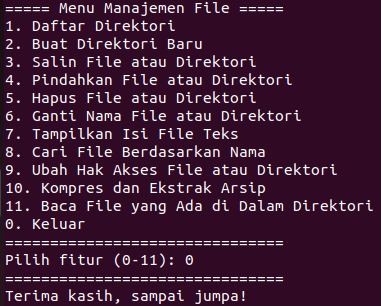 ===== Menu Manajemen File =====
1. Daftar Direktori
2. Buat Direktori Baru
3. Salin File atau Direktori
4. Pindahkan File atau Direktori
5. Hapus File atau Direktori
6. Ganti Nama File atau Direktori
7. Tampilkan Isi File Teks
8. Cari File Berdasarkan Nama
9. Ubah Hak Akses File atau Direktori
10. Kompres dan Ekstrak Arsip
11. Baca File yang Ada di Dalam Direktori
0. Keluar
===============================
Pilih fitur (0-11): 0
===============================
Terima kasih, sampai jumpa!